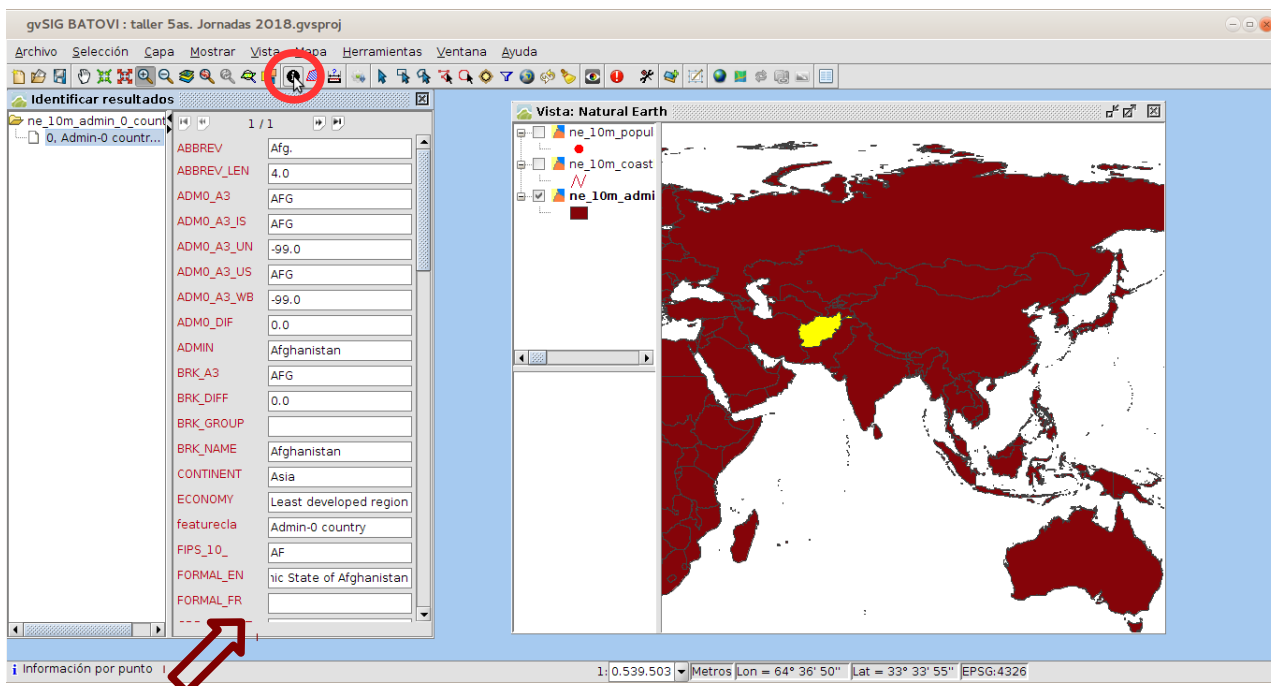 gvSIG BATOVI : taller 5as. Jornadas 2018.gvsproj
Archivo Selección Capa Mostrar Vista Mapa Herramientas Ventana Ayuda
Identificar resultados
ne_10m_admin_0_count
0, Admin-0 countr...
1 / 1
ABBREV Afg.
ABBREV_LEN 4.0
ADM0_A3 AFG
ADM0_A3_IS AFG
ADM0_A3_UN -99.0
ADM0_A3_US AFG
ADM0_A3_WB -99.0
ADM0_DIF 0.0
ADMIN Afghanistan
BRK_A3 AFG
BRK_DIFF 0.0
BRK_GROUP
BRK_NAME Afghanistan
CONTINENT Asia
ECONOMY Least developed region
featurecla Admin-0 country
FIPS_10_ AF
FORMAL_EN nic State of Afghanistan
FORMAL_FR
Vista: Natural Earth
ne_10m_popul
ne_10m_coast
ne_10m_admi
Información por punto
1: 0.539.503 Metros Lon = 64° 36' 50" Lat = 33° 33' 55" EPSG:4326